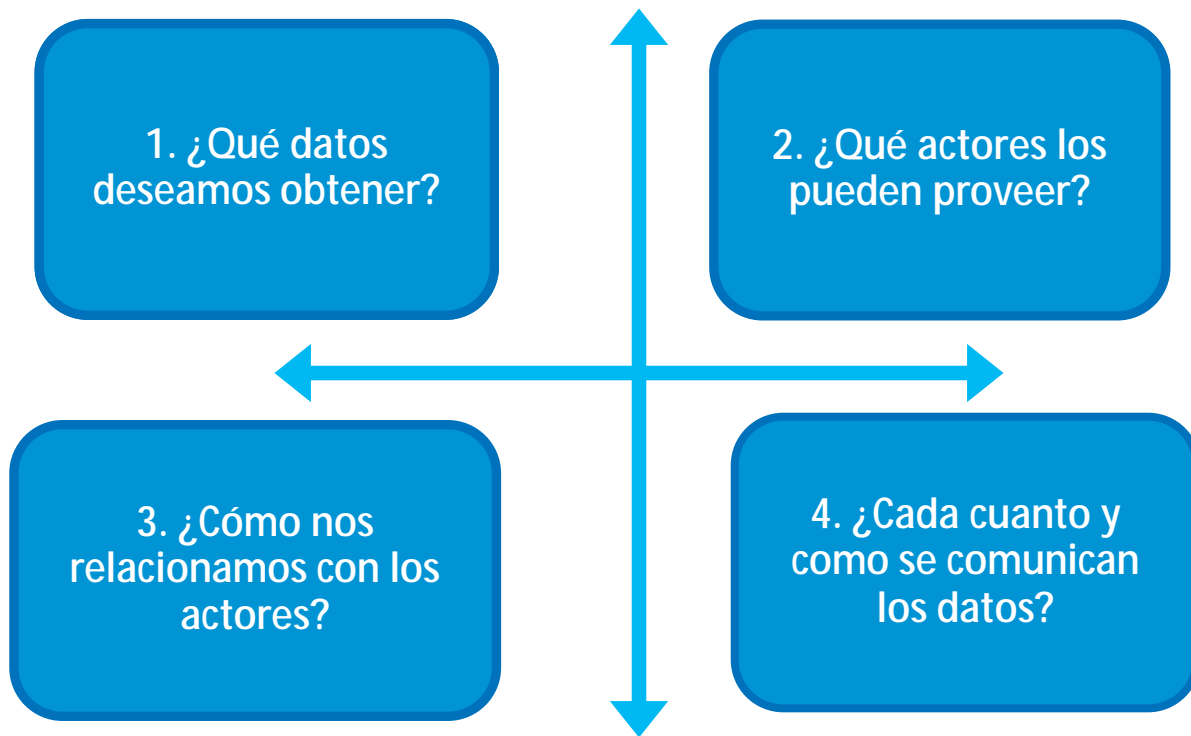 1. ¿Qué datos
deseamos obtener?
2. ¿Qué actores los
pueden proveer?
3. ¿Cómo nos
relacionamos con los
actores?
4. ¿Cada cuanto y
como se comunican
los datos?